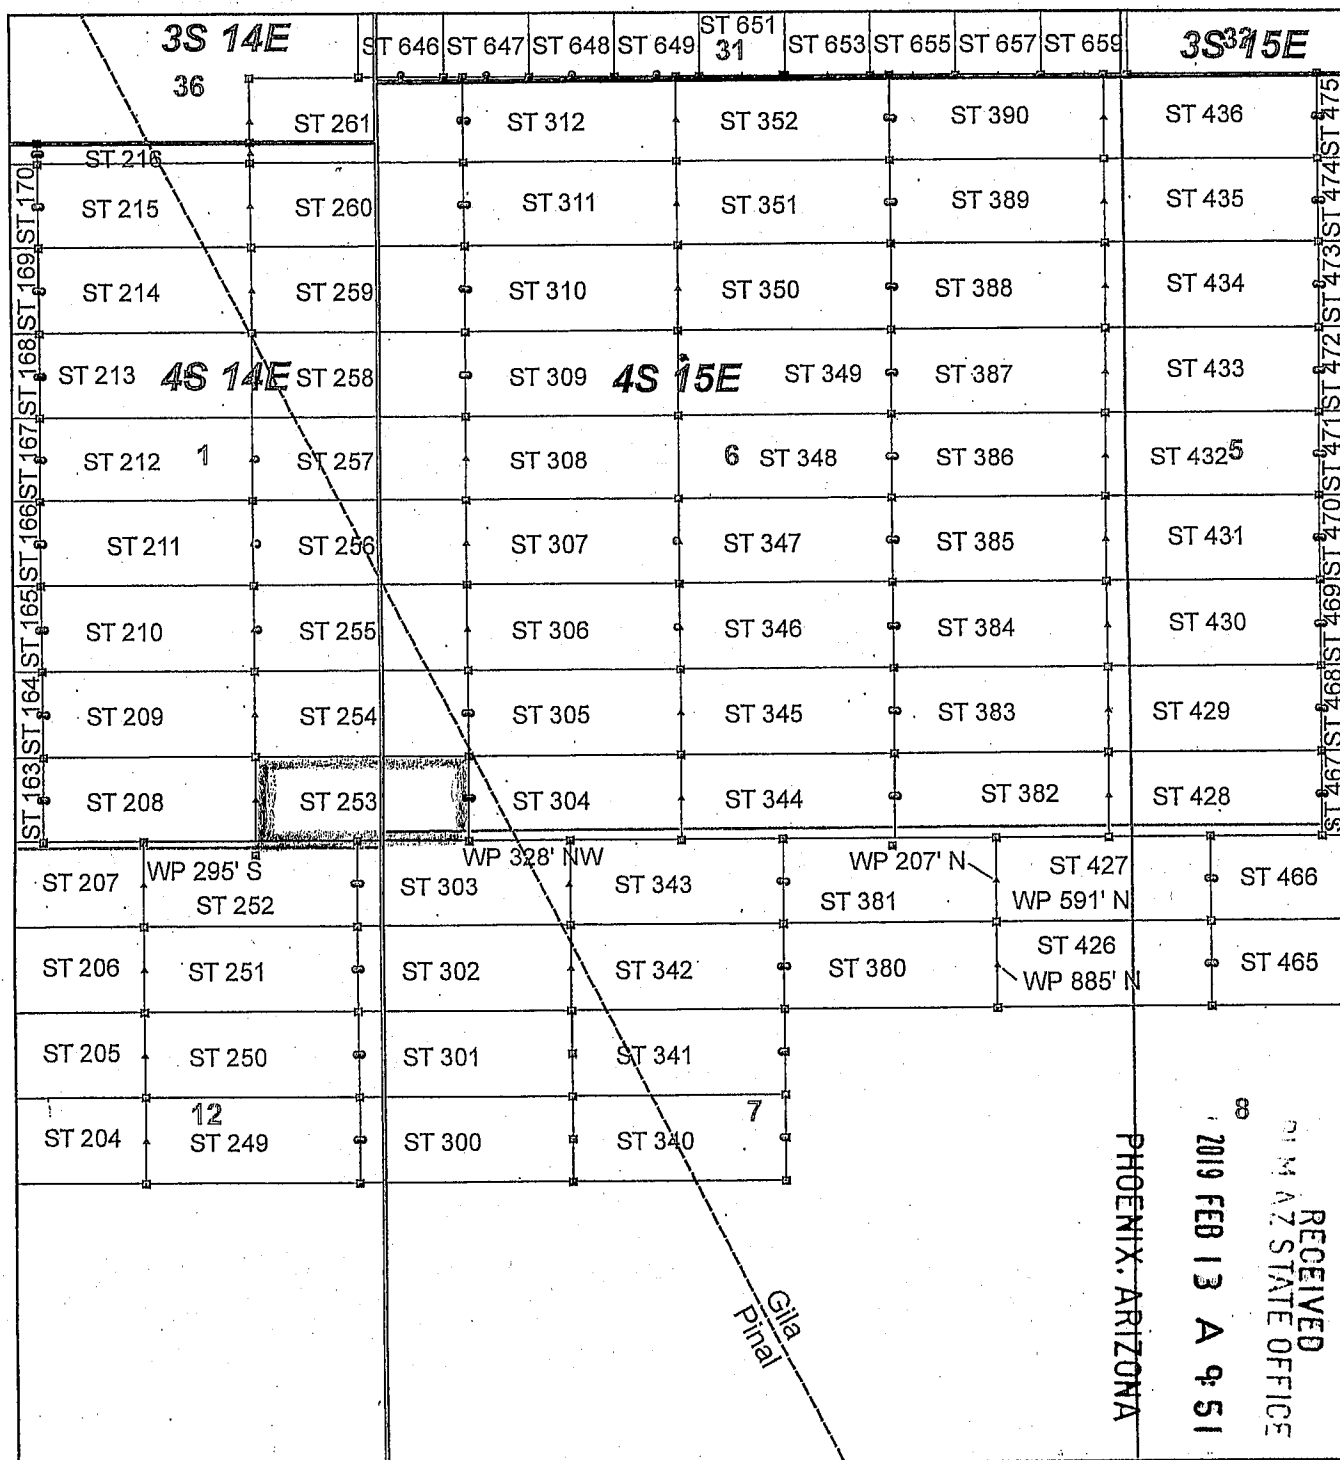 3S 14E
36
ST 646
ST 647
ST 648
ST 649
ST 651
31
ST 653
ST 655
ST 657
ST 659
3S 15E
32
ST 261
ST 312
ST 352
ST 390
ST 436
ST 475
ST 216
ST 170
ST 215
ST 260
ST 311
ST 351
ST 389
ST 435
ST 474
ST 169
ST 214
ST 259
ST 310
ST 350
ST 388
ST 434
ST 473
ST 168
ST 213
4S 14E
ST 258
ST 309
4S 15E
ST 349
ST 387
ST 433
ST 472
ST 167
ST 212
1
ST 257
ST 308
6
ST 348
ST 386
ST 432
5
ST 471
ST 166
ST 211
ST 256
ST 307
ST 347
ST 385
ST 431
ST 470
ST 165
ST 210
ST 255
ST 306
ST 346
ST 384
ST 430
ST 469
ST 164
ST 209
ST 254
ST 305
ST 345
ST 383
ST 429
ST 468
ST 163
ST 208
ST 253
ST 304
ST 344
ST 382
ST 428
ST 467
ST 207
WP 295' S
ST 252
WP 328' NW
ST 303
ST 343
WP 207' N
ST 381
ST 427
WP 591' N
ST 466
ST 206
ST 251
ST 302
ST 342
ST 380
ST 426
WP 885' N
ST 465
ST 205
ST 250
ST 301
ST 341
ST 204
12
ST 249
ST 300
ST 340
7
8
Gila
Pinal
RECEIVED
BLM AZ STATE OFFICE
2019 FEB 13 A 9:51
PHOENIX, ARIZONA